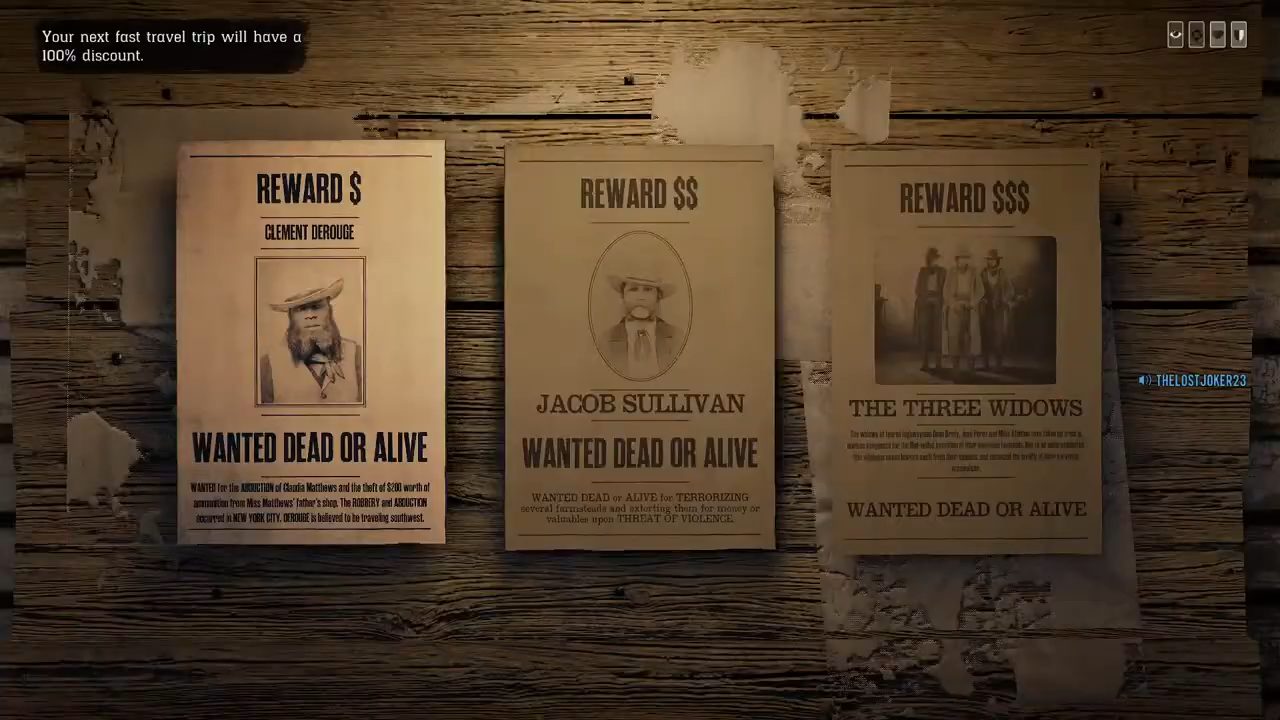 Your next fast travel trip will have a
100% discount.
REWARD $
CLEMENT DEROUGE
WANTED DEAD OR ALIVE
WANTED for the ABDUCTION of Claudia Matthews and the theft of $200 worth of
ammunition from Miss Matthews' father's shop. The ROBBERY and ABDUCTION
occurred in NEW YORK CITY. DEROUGE is believed to be traveling southwest.
REWARD $$
JACOB SULLIVAN
WANTED DEAD OR ALIVE
WANTED DEAD or ALIVE for TERRORIZING
several farmsteads and extorting them for money or
valuables upon THREAT OF VIOLENCE.
REWARD $$$
THE THREE WIDOWS
WANTED DEAD OR ALIVE
THELOSTJOKER23